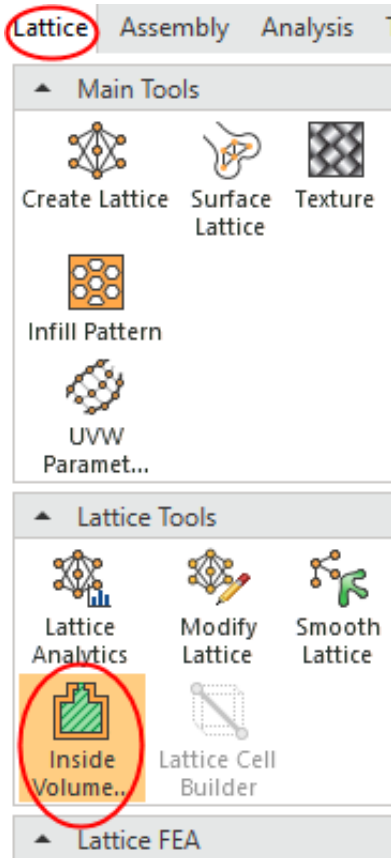 Lattice Assembly Analysis
Main Tools
Create Lattice Surface Lattice Texture
Infill Pattern
UVW
Paramet...
Lattice Tools
Lattice Analytics Modify Lattice Smooth Lattice
Inside Volume... Lattice Cell Builder
Lattice FEA